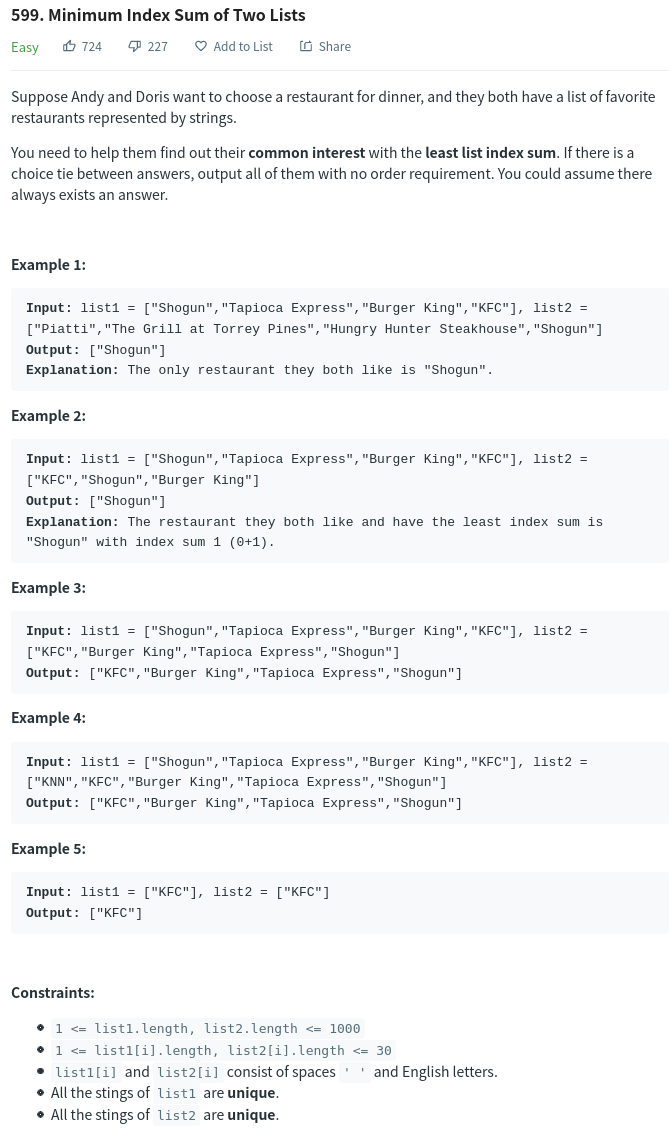 599. Minimum Index Sum of Two Lists
Easy 724 227 Add to List Share
Suppose Andy and Doris want to choose a restaurant for dinner, and they both have a list of favorite
restaurants represented by strings.
You need to help them find out their common interest with the least list index sum. If there is a
choice tie between answers, output all of them with no order requirement. You could assume there
always exists an answer.
Example 1:
Input: list1 = ["Shogun","Tapioca Express","Burger King","KFC"], list2 =
["Piatti","The Grill at Torrey Pines","Hungry Hunter Steakhouse","Shogun"]
Output: ["Shogun"]
Explanation: The only restaurant they both like is "Shogun".
Example 2:
Input: list1 = ["Shogun","Tapioca Express","Burger King","KFC"], list2 =
["KFC","Shogun","Burger King"]
Output: ["Shogun"]
Explanation: The restaurant they both like and have the least index sum is
"Shogun" with index sum 1 (0+1).
Example 3:
Input: list1 = ["Shogun","Tapioca Express","Burger King","KFC"], list2 =
["KFC","Burger King","Tapioca Express","Shogun"]
Output: ["KFC","Burger King","Tapioca Express","Shogun"]
Example 4:
Input: list1 = ["Shogun","Tapioca Express","Burger King","KFC"], list2 =
["KNN","KFC","Burger King","Tapioca Express","Shogun"]
Output: ["KFC","Burger King","Tapioca Express","Shogun"]
Example 5:
Input: list1 = ["KFC"], list2 = ["KFC"]
Output: ["KFC"]
Constraints:
1 <= list1.length, list2.length <= 1000
1 <= list1[i].length, list2[i].length <= 30
list1[i] and list2[i] consist of spaces ' ' and English letters.
All the stings of list1 are unique.
All the stings of list2 are unique.